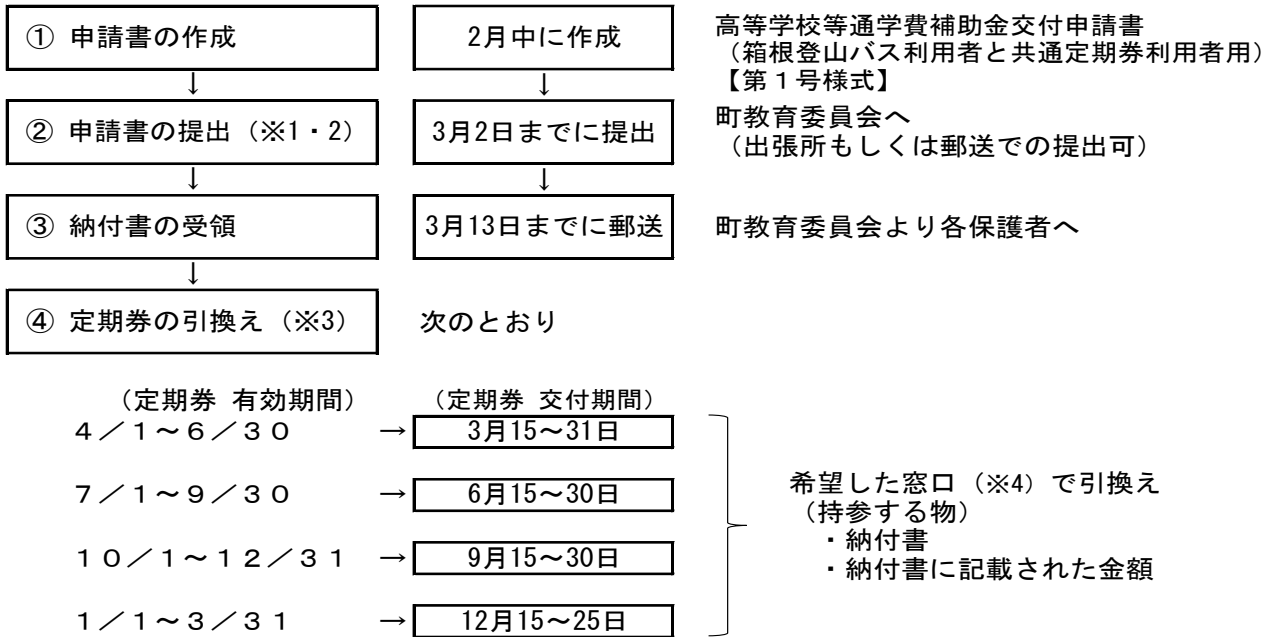 ① 申請書の作成
2月中に作成
高等学校等通学費補助金交付申請書
（箱根登山バス利用者と共通定期券利用者用）
【第１号様式】
↓
↓
② 申請書の提出（※1・2）
3月2日までに提出
町教育委員会へ
（出張所もしくは郵送での提出可）
↓
↓
③ 納付書の受領
3月13日までに郵送
町教育委員会より各保護者へ
↓
④ 定期券の引換え（※3）
次のとおり
（定期券 有効期間）
（定期券 交付期間）
４／１～６／３０
→
3月15～31日
７／１～９／３０
→
6月15～30日
１０／１～１２／３１
→
9月15～30日
１／１～３／３１
→
12月15～25日
希望した窓口（※4）で引換え
（持参する物）
・納付書
・納付書に記載された金額